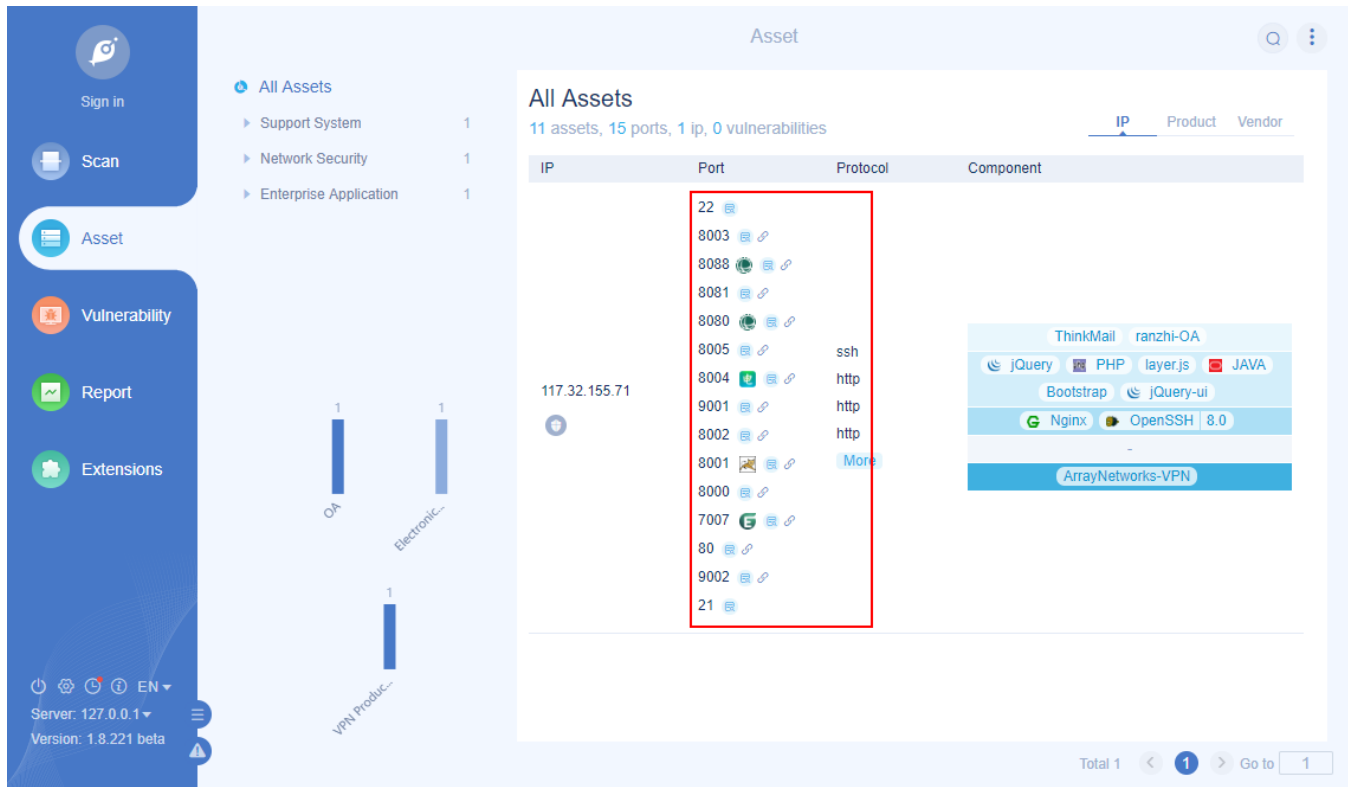 Asset
Sign in
Scan
Asset
Vulnerability
Report
Extensions
EN
Server: 127.0.0.1
Version: 1.8.221 beta
All Assets
Support System 1
Network Security 1
Enterprise Application 1
1 1
OA Electronic...
1
VPN Produc...
All Assets
11 assets, 15 ports, 1 ip, 0 vulnerabilities
IP Product Vendor
IP Port Protocol Component
117.32.155.71
22
8003
8088
8081
8080
8005
8004
9001
8002
8001
8000
7007
80
9002
21
ssh
http
http
http
More
ThinkMail ranzhi-OA
jQuery PHP layer.js JAVA
Bootstrap jQuery-ui
Nginx OpenSSH 8.0
-
ArrayNetworks-VPN
Total 1 < 1 > Go to 1